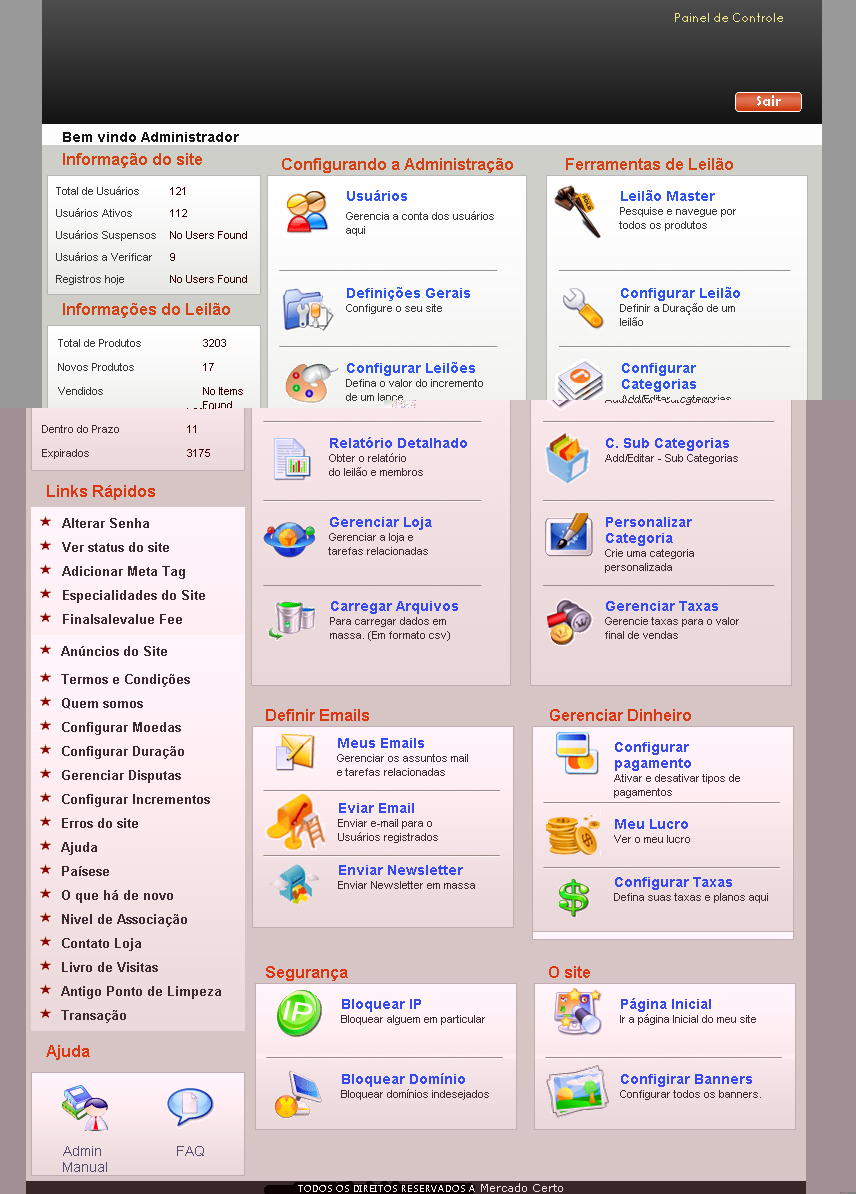 Painel de Controle
Sair
Bem vindo Administrador
Informação do site
Total de Usuários 121
Usuários Ativos 112
Usuários Suspensos No Users Found
Usuários a Verificar 9
Registros hoje No Users Found
Informações do Leilão
Total de Produtos 3203
Novos Produtos 17
Vendidos No Items
Found
Dentro do Prazo 11
Expirados 3175
Links Rápidos
Alterar Senha
Ver status do site
Adicionar Meta Tag
Especialidades do Site
Finalsalevalue Fee
Anúncios do Site
Termos e Condições
Quem somos
Configurar Moedas
Configurar Duração
Gerenciar Disputas
Configurar Incrementos
Erros do site
Ajuda
Paísese
O que há de novo
Nivel de Associação
Contato Loja
Livro de Visitas
Antigo Ponto de Limpeza
Transação
Ajuda
Admin
Manual
FAQ
Configurando a Administração
Usuários
Gerencia a conta dos usuários
aqui
Definições Gerais
Configure o seu site
Configurar Leilões
Defina o valor do incremento
de um lance
Relatório Detalhado
Obter o relatório
do leilão e membros
Gerenciar Loja
Gerenciar a loja e
tarefas relacionadas
Carregar Arquivos
Para carregar dados em
massa. (Em formato csv)
Ferramentas de Leilão
SOLD
Leilão Master
Pesquise e navegue por
todos os produtos
Configurar Leilão
Definir a Duração de um
leilão
Configurar
Categorias
Add/Editar - categorias
C. Sub Categorias
Add/Editar - Sub Categorias
Personalizar
Categoria
Crie uma categoria
personalizada
Gerenciar Taxas
Gerencie taxas para o valor
final de vendas
Definir Emails
Meus Emails
Gerenciar os assuntos mail
e tarefas relacionadas
Eviar Email
Enviar e-mail para o
Usuários registrados
Enviar Newsletter
Enviar Newsletter em massa
Gerenciar Dinheiro
Configurar
pagamento
Ativar e desativar tipos de
pagamentos
Meu Lucro
Ver o meu lucro
Configurar Taxas
Defina suas taxas e planos aqui
Segurança
IP
Bloquear IP
Bloquear alguem em particular
Bloquear Domínio
Bloquear domínios indesejados
O site
Página Inicial
Ir a página Inicial do meu site
Configirar Banners
Configurar todos os banners.
TODOS OS DIREITOS RESERVADOS A Mercado Certo